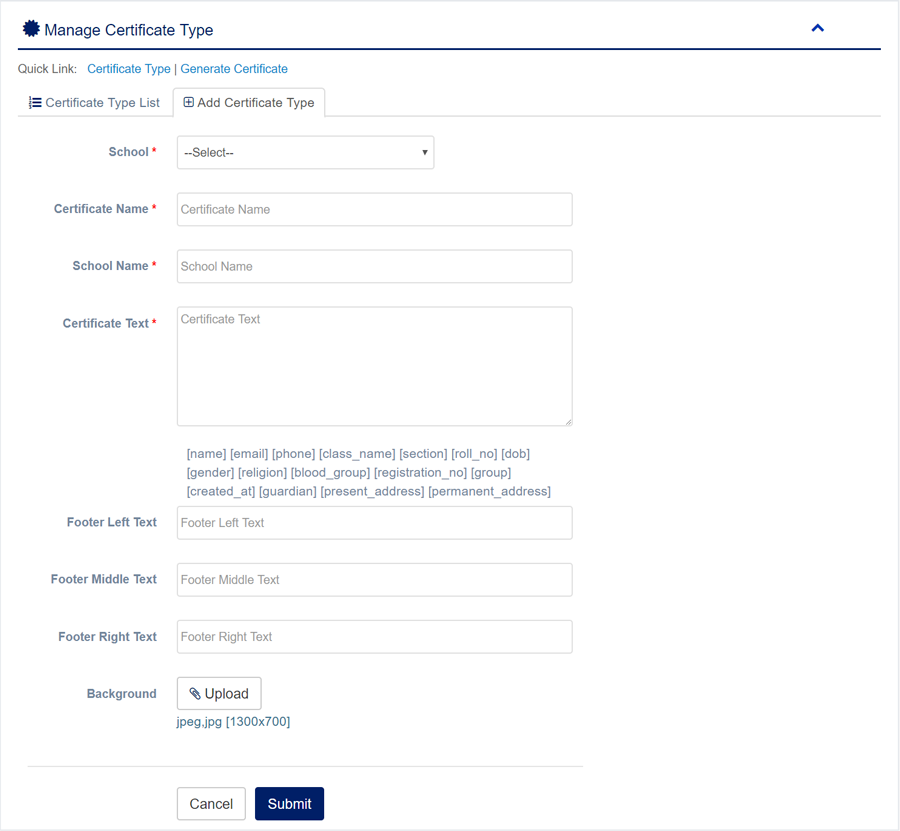 Manage Certificate Type
Quick Link: Certificate Type | Generate Certificate
Certificate Type List Add Certificate Type
School * --Select--
Certificate Name * Certificate Name
School Name * School Name
Certificate Text * Certificate Text
[name] [email] [phone] [class_name] [section] [roll_no] [dob]
[gender] [religion] [blood_group] [registration_no] [group]
[created_at] [guardian] [present_address] [permanent_address]
Footer Left Text Footer Left Text
Footer Middle Text Footer Middle Text
Footer Right Text Footer Right Text
Background Upload
jpeg,jpg [1300x700]
Cancel Submit